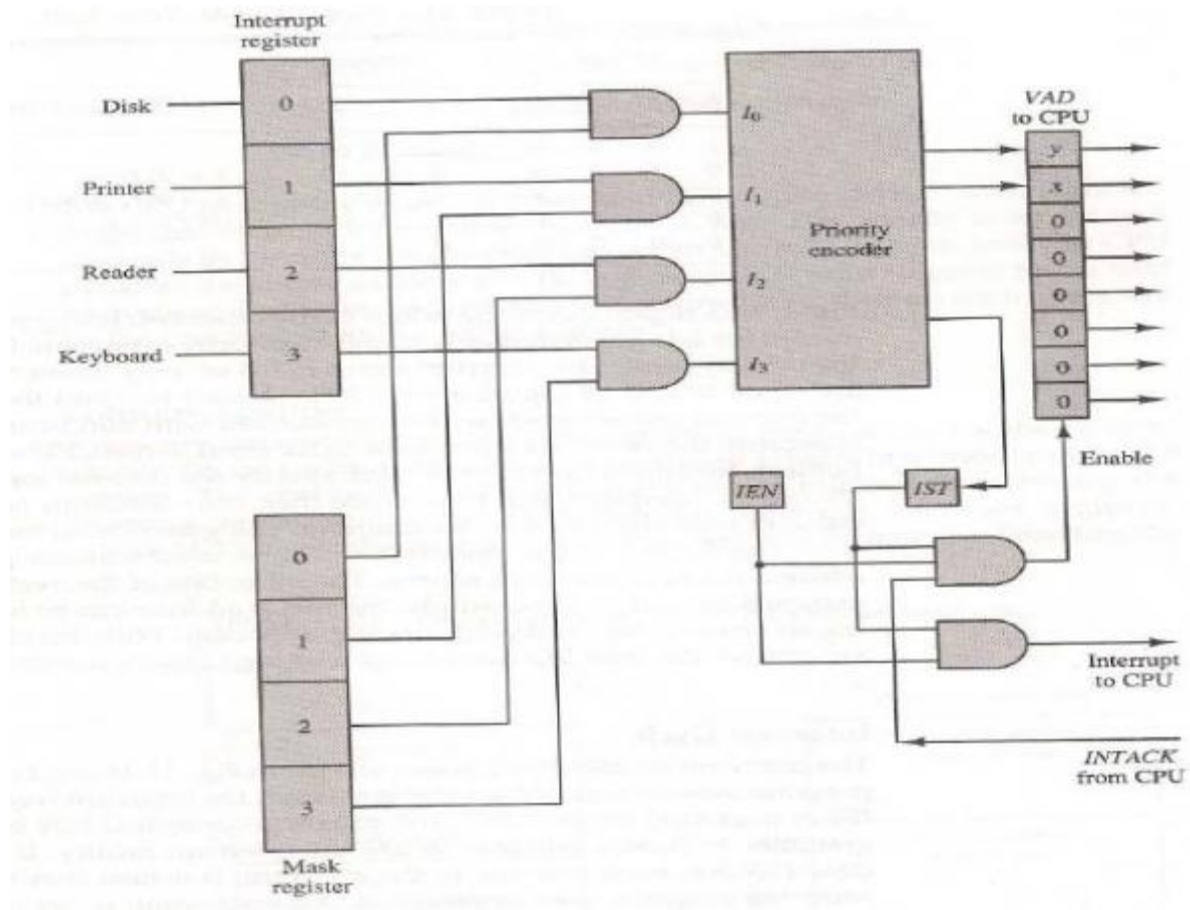 Interrupt
register
Disk
0
Printer
1
Reader
2
Keyboard
3
I0
I1
I2
I3
Priority
encoder
VAD
to CPU
y
x
0
0
0
0
0
0
Enable
IEN
IST
Interrupt
to CPU
INTACK
from CPU
0
1
2
3
Mask
register